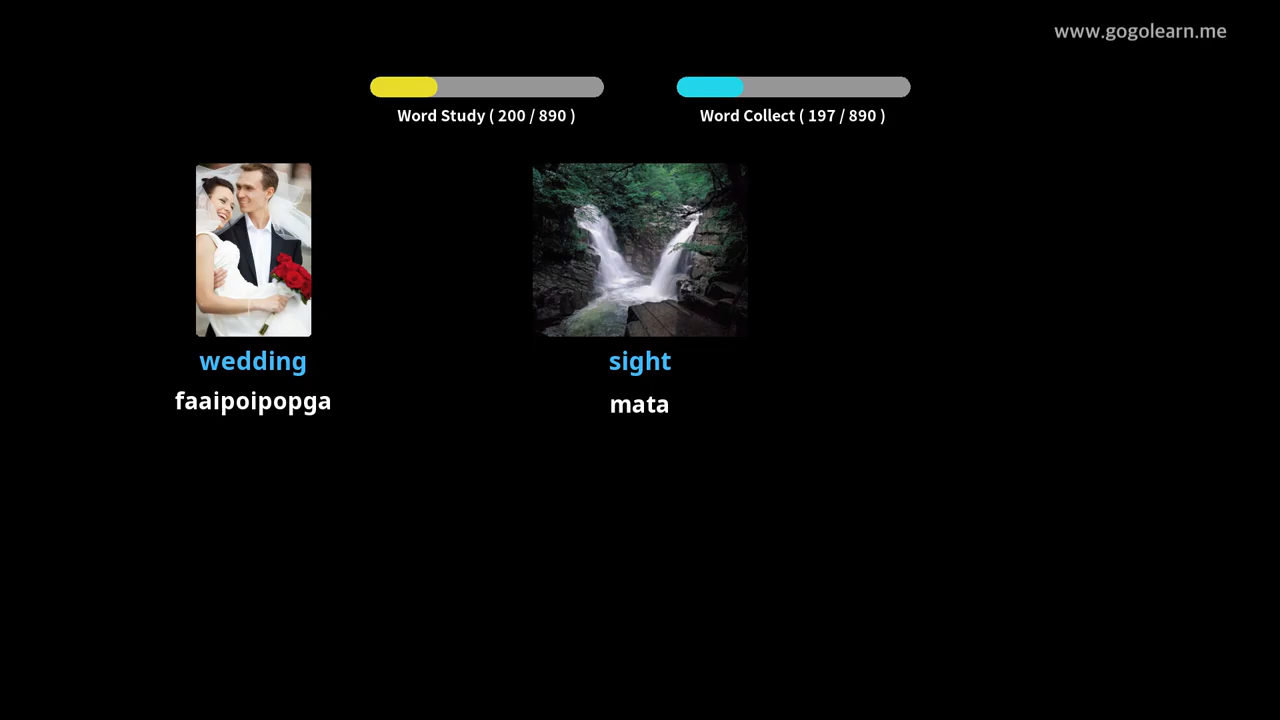 www.gogolearn.me
Word Study ( 200 / 890 )
Word Collect ( 197 / 890 )
wedding
faaipoipopga
sight
mata